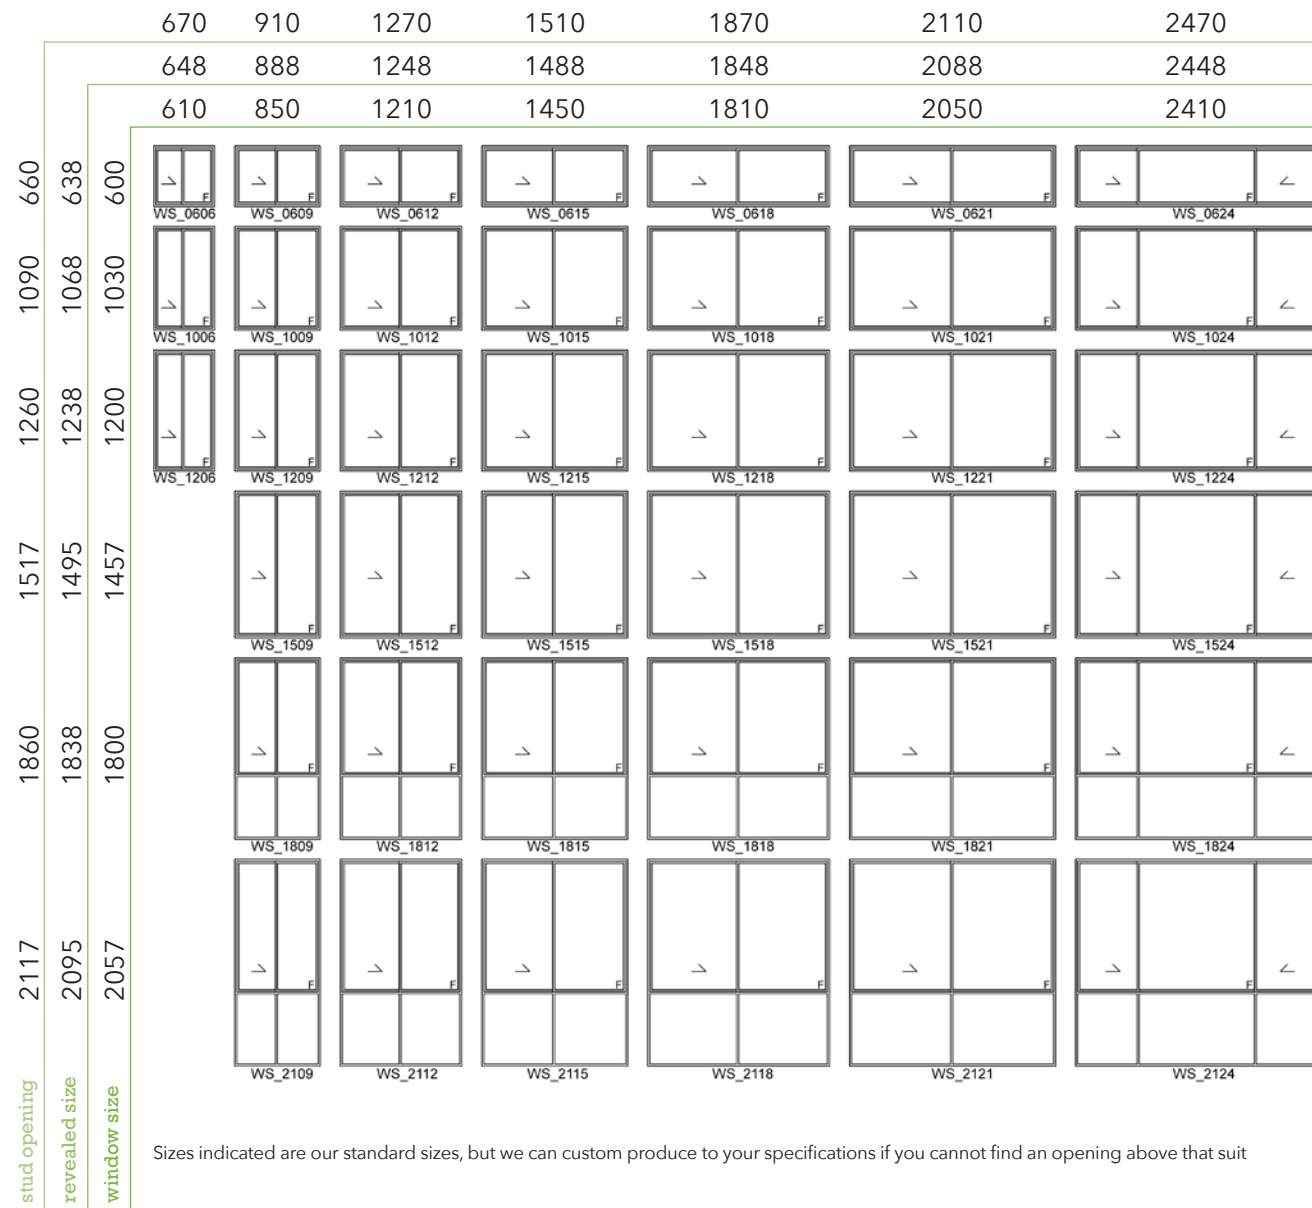 670 910 1270 1510 1870 2110 2470
648 888 1248 1488 1848 2088 2448
610 850 1210 1450 1810 2050 2410
660 638 600
F F F F F F F
WS_0606 WS_0609 WS_0612 WS_0615 WS_0618 WS_0621 WS_0624
1090 1068 1030
F F F F F F F
WS_1006 WS_1009 WS_1012 WS_1015 WS_1018 WS_1021 WS_1024
1260 1238 1200
F F F F F F F
WS_1206 WS_1209 WS_1212 WS_1215 WS_1218 WS_1221 WS_1224
1517 1495 1457
F F F F F F
WS_1509 WS_1512 WS_1515 WS_1518 WS_1521 WS_1524
1860 1838 1800
F F F F F F
WS_1809 WS_1812 WS_1815 WS_1818 WS_1821 WS_1824
2117 2095 2057
F F F F F F
WS_2109 WS_2112 WS_2115 WS_2118 WS_2121 WS_2124
stud opening
revealed size
window size
Sizes indicated are our standard sizes, but we can custom produce to your specifications if you cannot find an opening above that suit